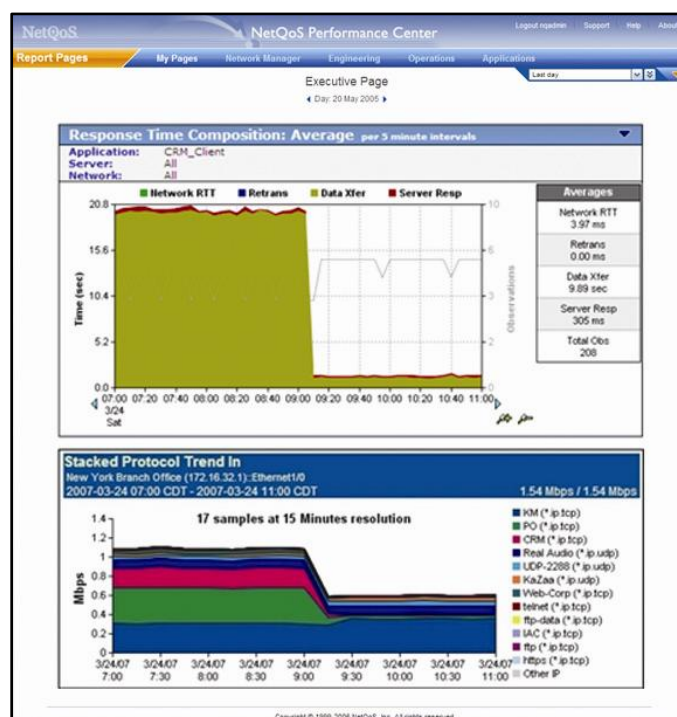 NetQoS
NetQoS Performance Center
Logout nqadmin Support Help About
Report Pages
My Pages Network Manager Engineering Operations Applications
Last day
Executive Page
Day: 20 May 2005
Response Time Composition: Average per 5 minute intervals
Application: CRM_Client
Server: All
Network: All
Network RTT Retrans Data Xfer Server Resp
Time (sec)
20.8
15.6
10.4
5.2
0.0
Observations
10
6
3
2
0
07:00 07:20 07:40 08:00 08:20 08:40 09:00 09:20 09:40 10:00 10:20 10:40 11:00
3/24
Sat
Averages
Network RTT
3.97 ms
Retrans
0.00 ms
Data Xfer
9.89 sec
Server Resp
305 ms
Total Obs
208
Stacked Protocol Trend In
New York Branch Office (172.16.32.1)::Ethernet1/0
2007-03-24 07:00 CDT - 2007-03-24 11:00 CDT 1.54 Mbps / 1.54 Mbps
17 samples at 15 Minutes resolution
Mbps
1.4
1.2
1
0.8
0.6
0.4
0.2
0
3/24/07 3/24/07 3/24/07 3/24/07 3/24/07 3/24/07 3/24/07 3/24/07 3/24/07
7:00 7:30 8:00 8:30 9:00 9:30 10:00 10:30 11:00
KM (*.ip.tcp)
PO (*.ip.tcp)
CRM (*.ip.tcp)
Real Audio (*.ip.udp)
UDP-2288 (*.ip.udp)
KaZaa (*.ip.udp)
Web-Corp (*.ip.tcp)
telnet (*.ip.tcp)
ftp-data (*.ip.tcp)
IAC (*.ip.tcp)
ftp (*.ip.tcp)
https (*.ip.tcp)
Other IP